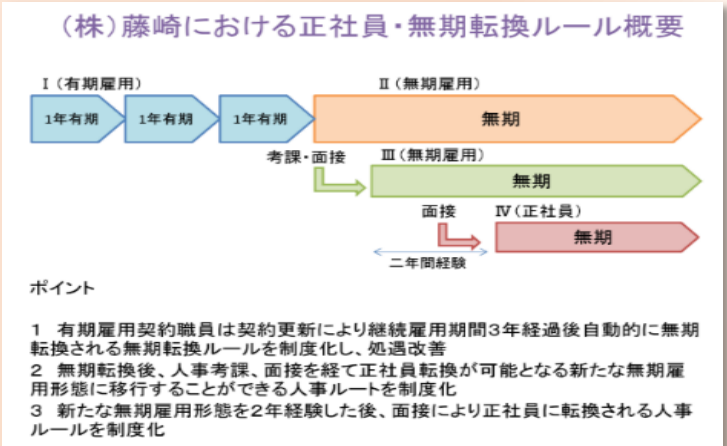 (株)藤崎における正社員・無期転換ルール概要
Ⅰ(有期雇用)
Ⅱ(無期雇用)
1年有期
1年有期
1年有期
無期
考課・面接
Ⅲ(無期雇用)
無期
面接
Ⅳ(正社員)
無期
二年間経験
ポイント
1 有期雇用契約職員は契約更新により継続雇用期間3年経過後自動的に無期
転換される無期転換ルールを制度化し、処遇改善
2 無期転換後、人事考課、面接を経て正社員転換が可能となる新たな無期雇
用形態に移行することができる人事ルートを制度化
3 新たな無期雇用形態を2年経験した後、面接により正社員に転換される人事
ルールを制度化